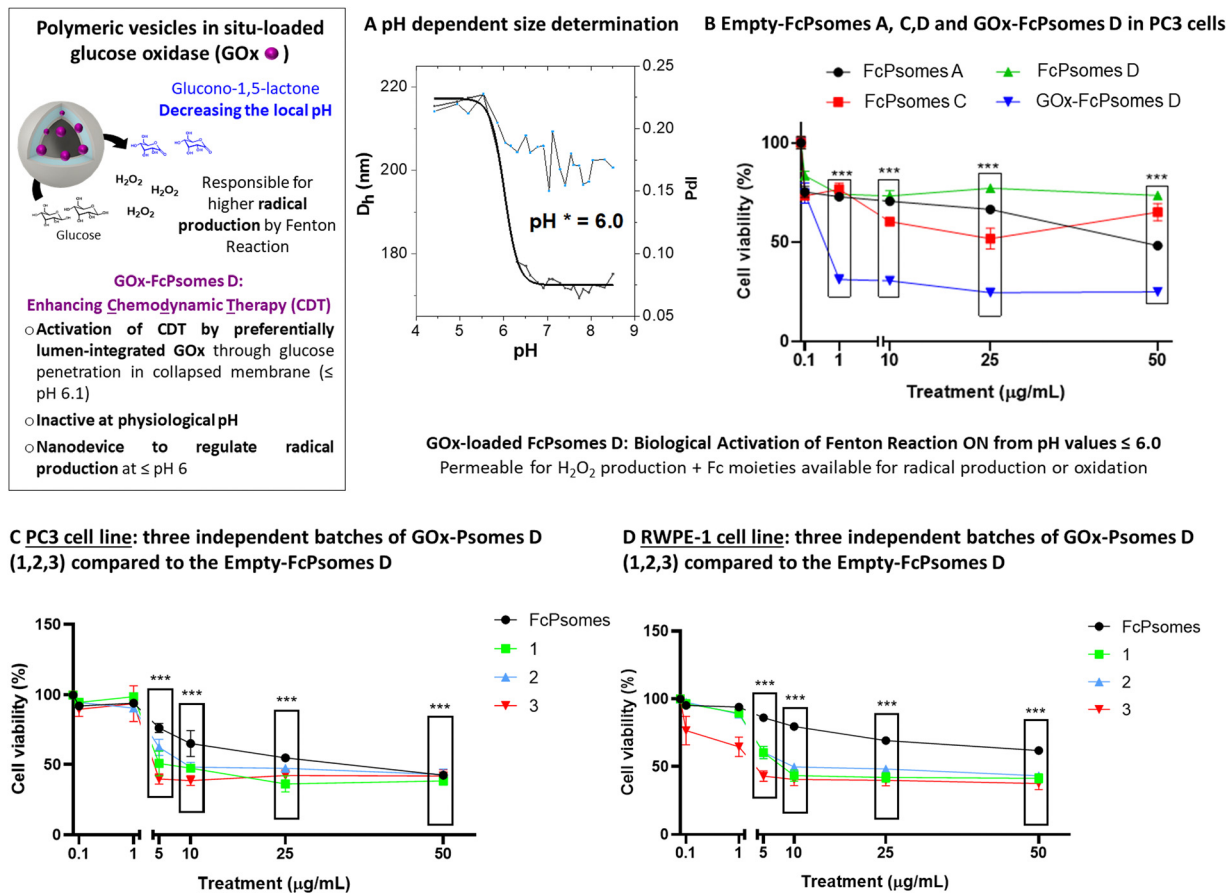 Polymeric vesicles in situ-loaded
glucose oxidase (GOx )
Glucono-1,5-lactone
Decreasing the local pH
H2O2
H2O2
H2O2
H2O2
Glucose
Responsible for
higher radical
production by Fenton
Reaction
GOx-FcPsomes D:
Enhancing Chemodynamic Therapy (CDT)
Activation of CDT by preferentially
lumen-integrated GOx through glucose
penetration in collapsed membrane (≤
pH 6.1)
Inactive at physiological pH
Nanodevice to regulate radical
production at ≤ pH 6
A pH dependent size determination
220
200
180
Dh (nm)
0.25
0.20
0.15
0.10
0.05
PdI
pH * = 6.0
4 5 6 7 8 9
pH
B Empty-FcPsomes A, C,D and GOx-FcPsomes D in PC3 cells
FcPsomes A
FcPsomes D
FcPsomes C
GOx-FcPsomes D
Cell viability (%)
100
50
0
*** *** *** ***
0.1 1 10 25 50
Treatment (μg/mL)
GOx-loaded FcPsomes D: Biological Activation of Fenton Reaction ON from pH values ≤ 6.0
Permeable for H2O2 production + Fc moieties available for radical production or oxidation
C PC3 cell line: three independent batches of GOx-Psomes D
(1,2,3) compared to the Empty-FcPsomes D
Cell viability (%)
150
100
50
0
*** *** *** ***
0.1 1 5 10 25 50
Treatment (μg/mL)
FcPsomes
1
2
3
D RWPE-1 cell line: three independent batches of GOx-Psomes D
(1,2,3) compared to the Empty-FcPsomes D
Cell viability (%)
150
100
50
0
*** *** *** ***
0.1 1 5 10 25 50
Treatment (μg/mL)
FcPsomes
1
2
3